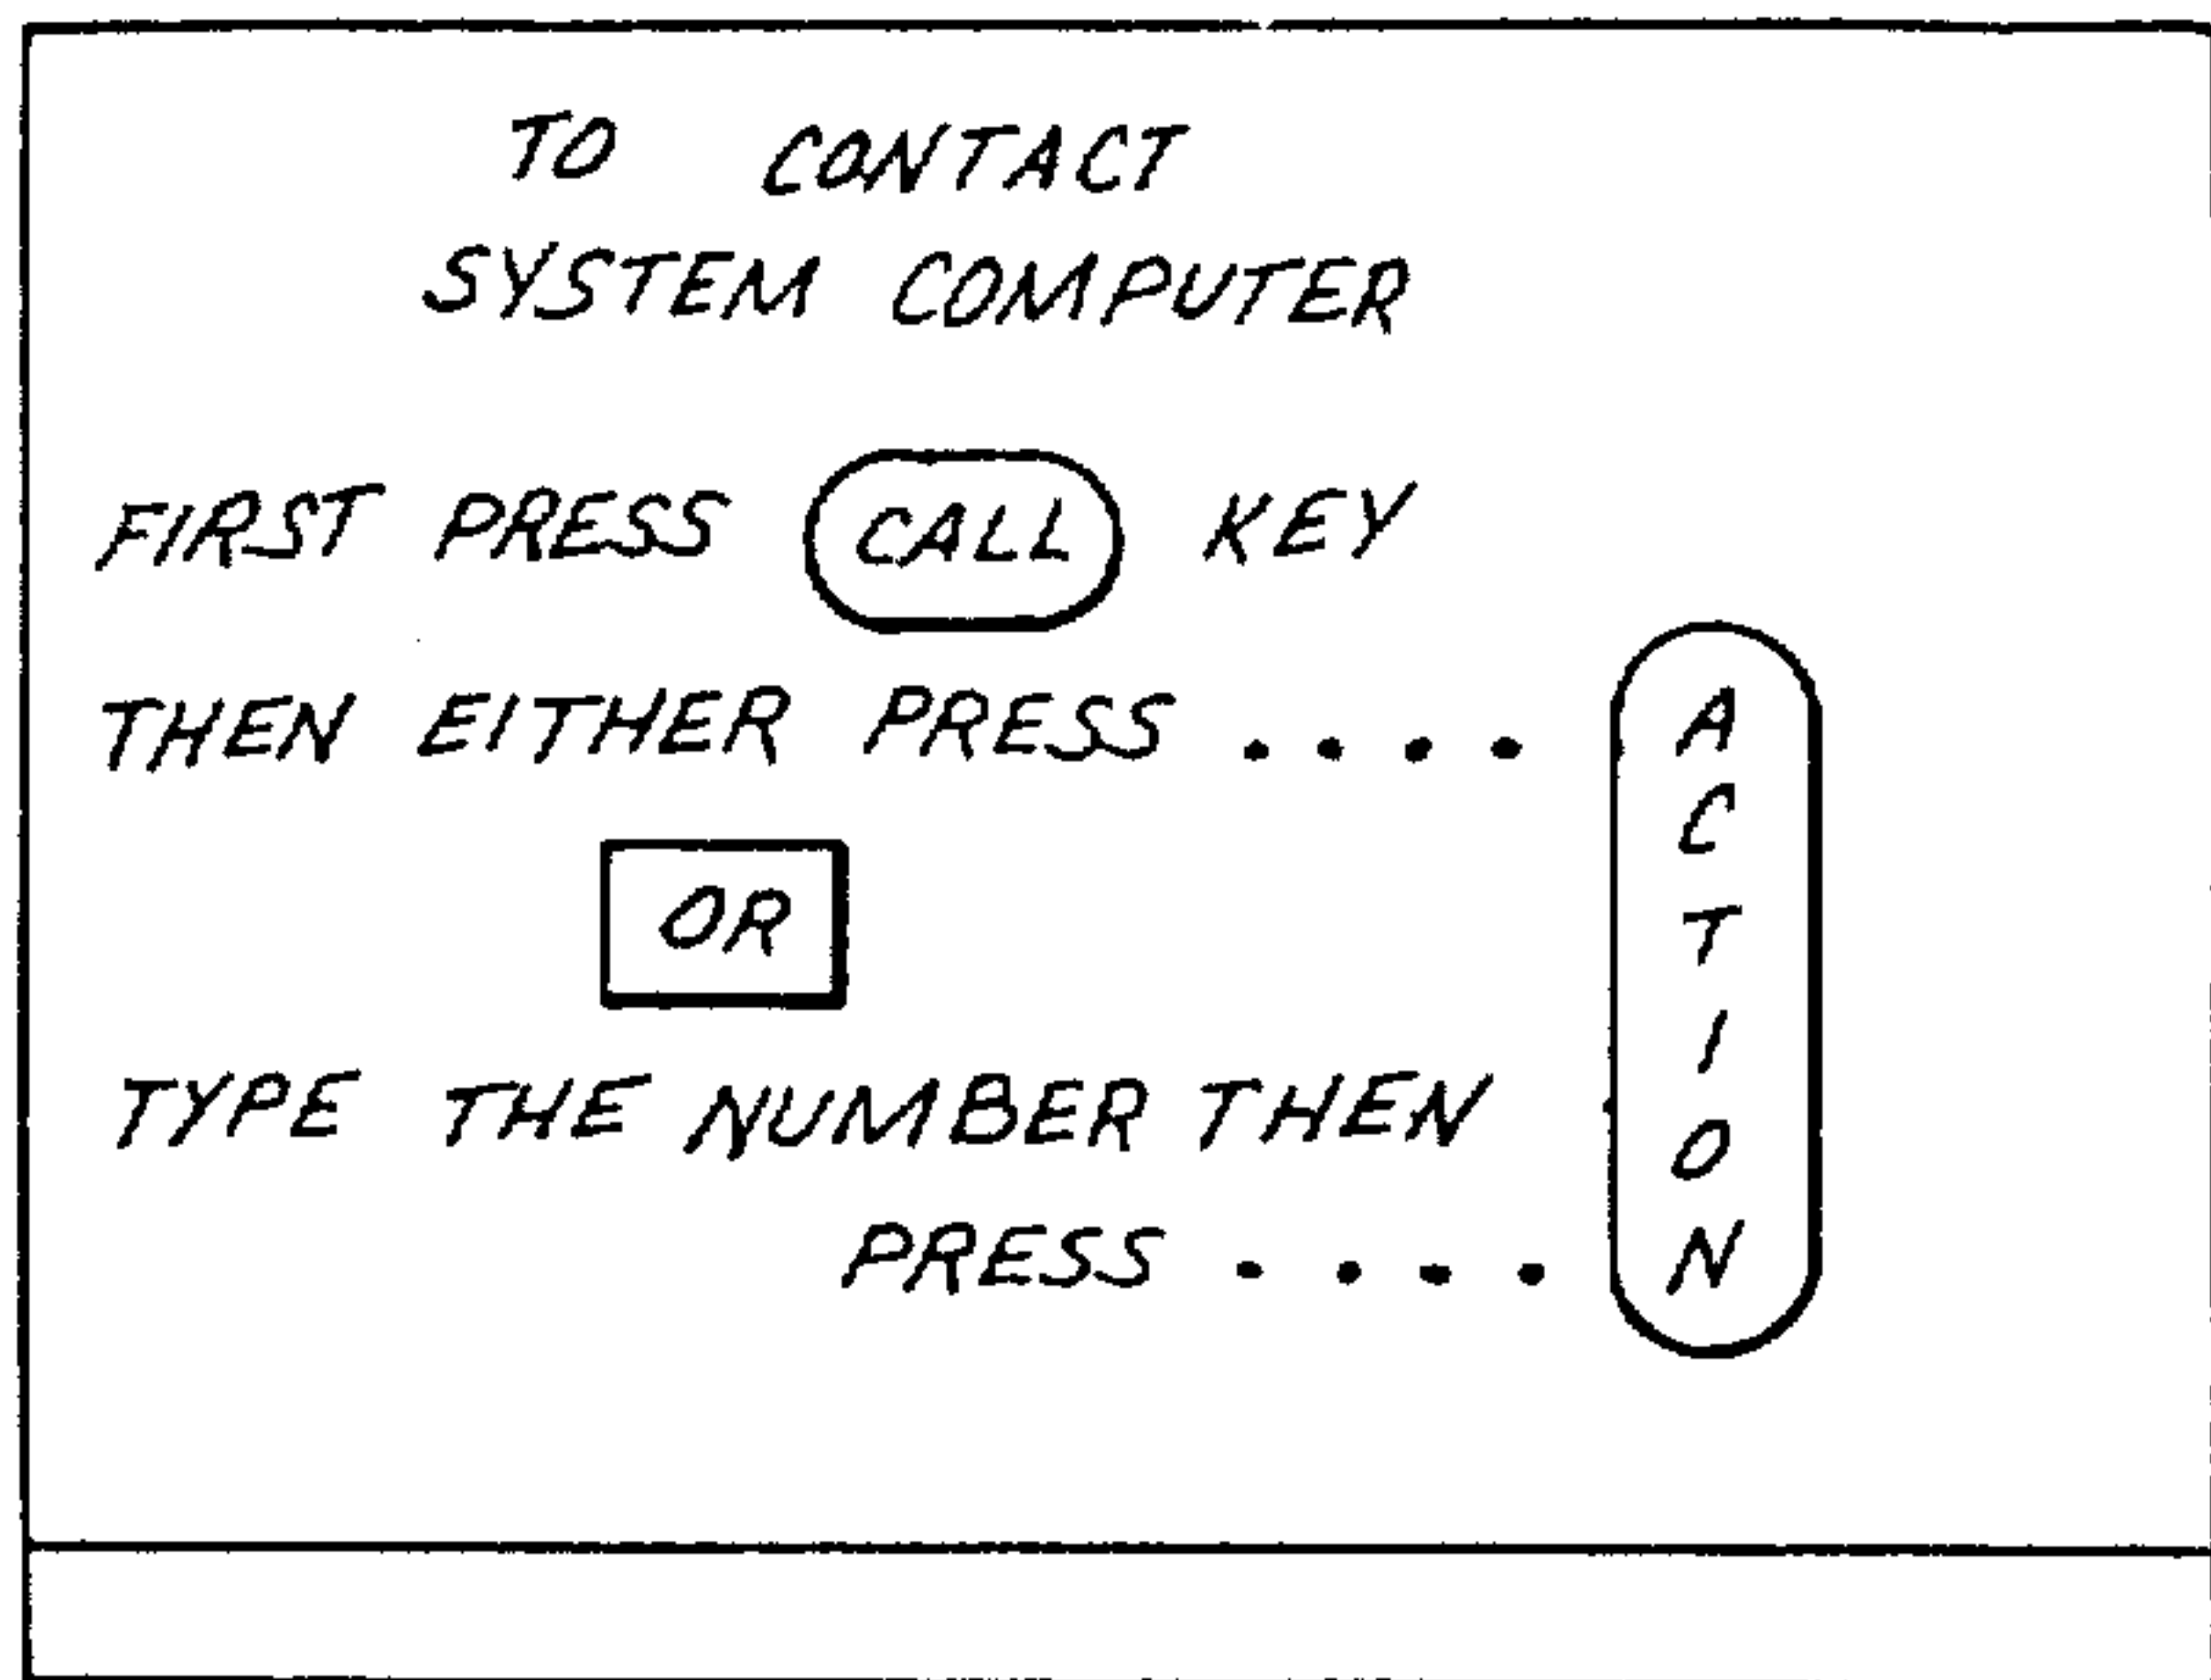 TO CONTACT
SYSTEM COMPUTER
FIRST PRESS CALL KEY
THEN EITHER PRESS . . . .
OR
TYPE THE NUMBER THEN
PRESS . . . .
ACTION